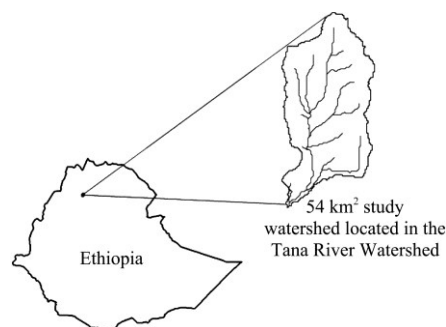 54 km² study
watershed located in the
Tana River Watershed
Ethiopia